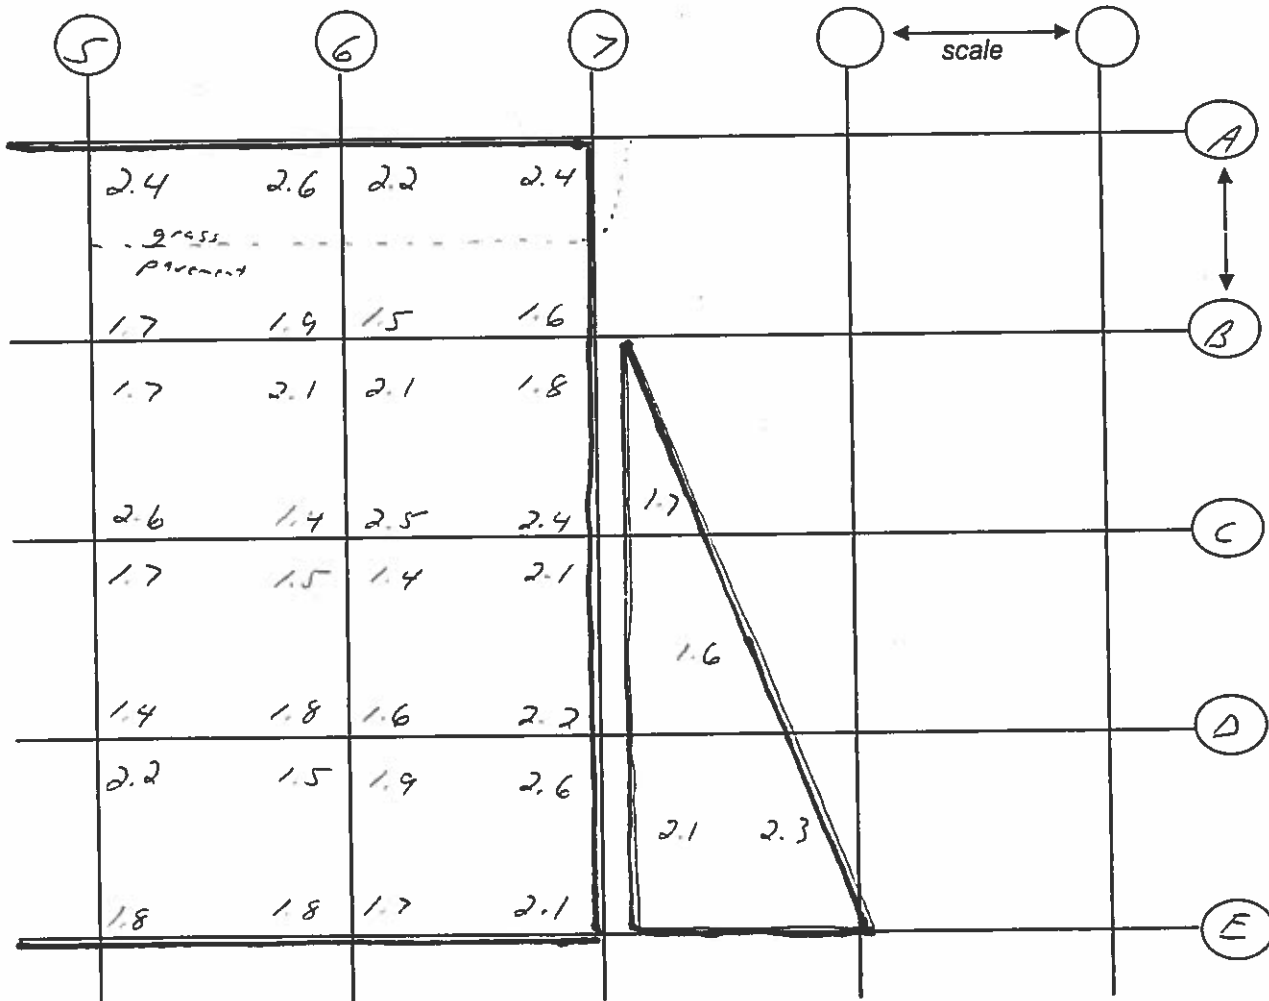 5 6 7
scale
A
2.4 2.6 2.2 2.4
grass
pavement
1.7 1.9 1.5 1.6
B
1.7 2.1 2.1 1.8
1.7
2.6 1.4 2.5 2.4
C
1.7 1.5 1.4 2.1
1.6
1.4 1.8 1.6 2.2
D
2.2 1.5 1.9 2.6
2.1 2.3
1.8 1.8 1.7 2.1
E